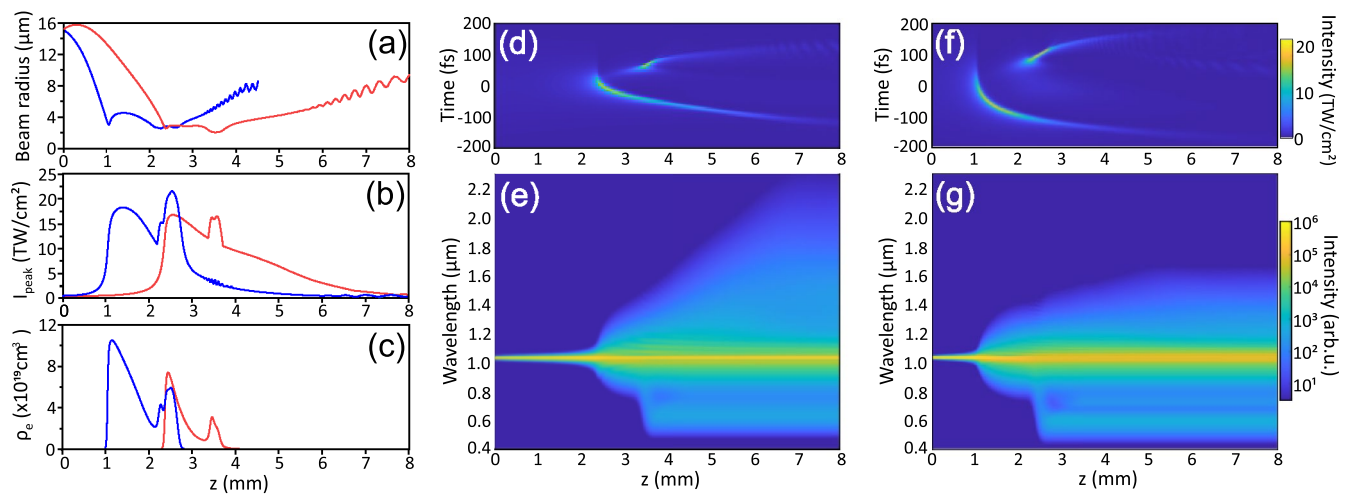 Beam radius (μm)
16
12
8
4
0
(a)
0 1 2 3 4 5 6 7 8
I_peak (TW/cm²)
25
20
15
10
5
0
(b)
0 1 2 3 4 5 6 7 8
ρ_e (x10¹⁹cm³)
12
8
4
0
(c)
0 1 2 3 4 5 6 7 8
z (mm)
Time (fs)
200
100
0
-100
-200
(d)
0 1 2 3 4 5 6 7 8
Wavelength (μm)
2.2
2.0
1.8
1.6
1.4
1.2
1.0
0.8
0.6
0.4
(e)
0 1 2 3 4 5 6 7 8
z (mm)
Time (fs)
200
100
0
-100
-200
(f)
0 1 2 3 4 5 6 7 8
Intensity (TW/cm²)
20
10
0
Wavelength (μm)
2.2
2.0
1.8
1.6
1.4
1.2
1.0
0.8
0.6
0.4
(g)
0 1 2 3 4 5 6 7 8
z (mm)
Intensity (arb.u.)
10⁶
10⁵
10⁴
10³
10²
10¹